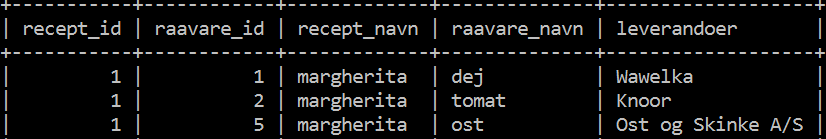 +-----------+------------+-------------+--------------+--------------------+
| recept_id | raavare_id | recept_navn | raavare_navn | leverandoer        |
+-----------+------------+-------------+--------------+--------------------+
|         1 |          1 | margherita  | dej          | Wawelka            |
|         1 |          2 | margherita  | tomat        | Knoor              |
|         1 |          5 | margherita  | ost          | Ost og Skinke A/S  |